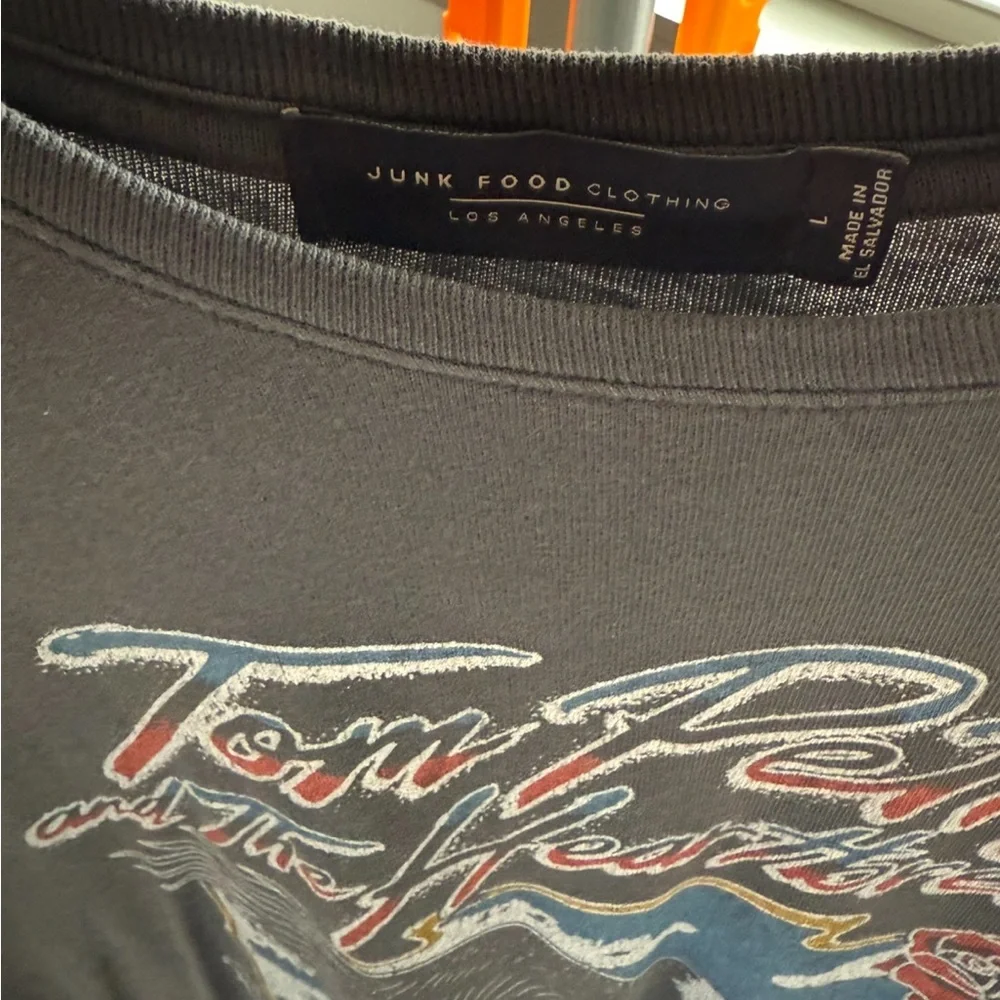 JUNK FOOD CLOTHING
LOS ANGELES
L
MADE IN
EL SALVADOR
Tom
and The